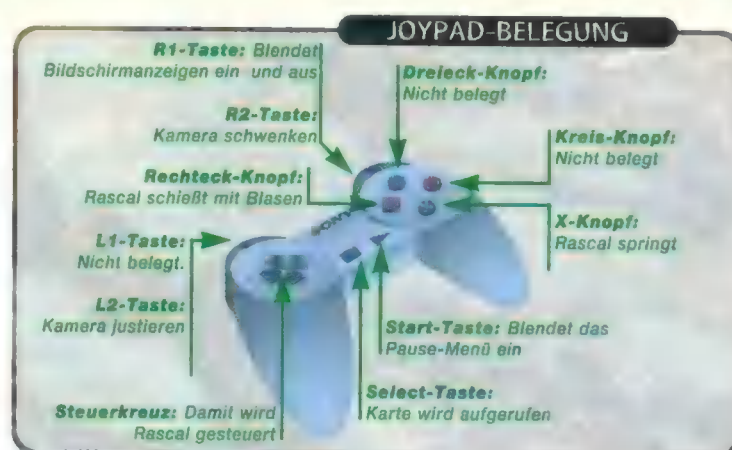 JOYPAD-BELEGUNG
R1-Taste: Blendet
Bildschirmanzeigen ein und aus
R2-Taste:
Kamera schwenken
Rechteck-Knopf:
Rascal schießt mit Blasen
L1-Taste:
Nicht belegt.
L2-Taste:
Kamera justieren
Steuerkreuz: Damit wird
Rascal gesteuert
Dreieck-Knopf:
Nicht belegt
Kreis-Knopf:
Nicht belegt
X-Knopf:
Rascal springt
Start-Taste: Blendet das
Pause-Menü ein
Select-Taste:
Karte wird aufgerufen
SONY